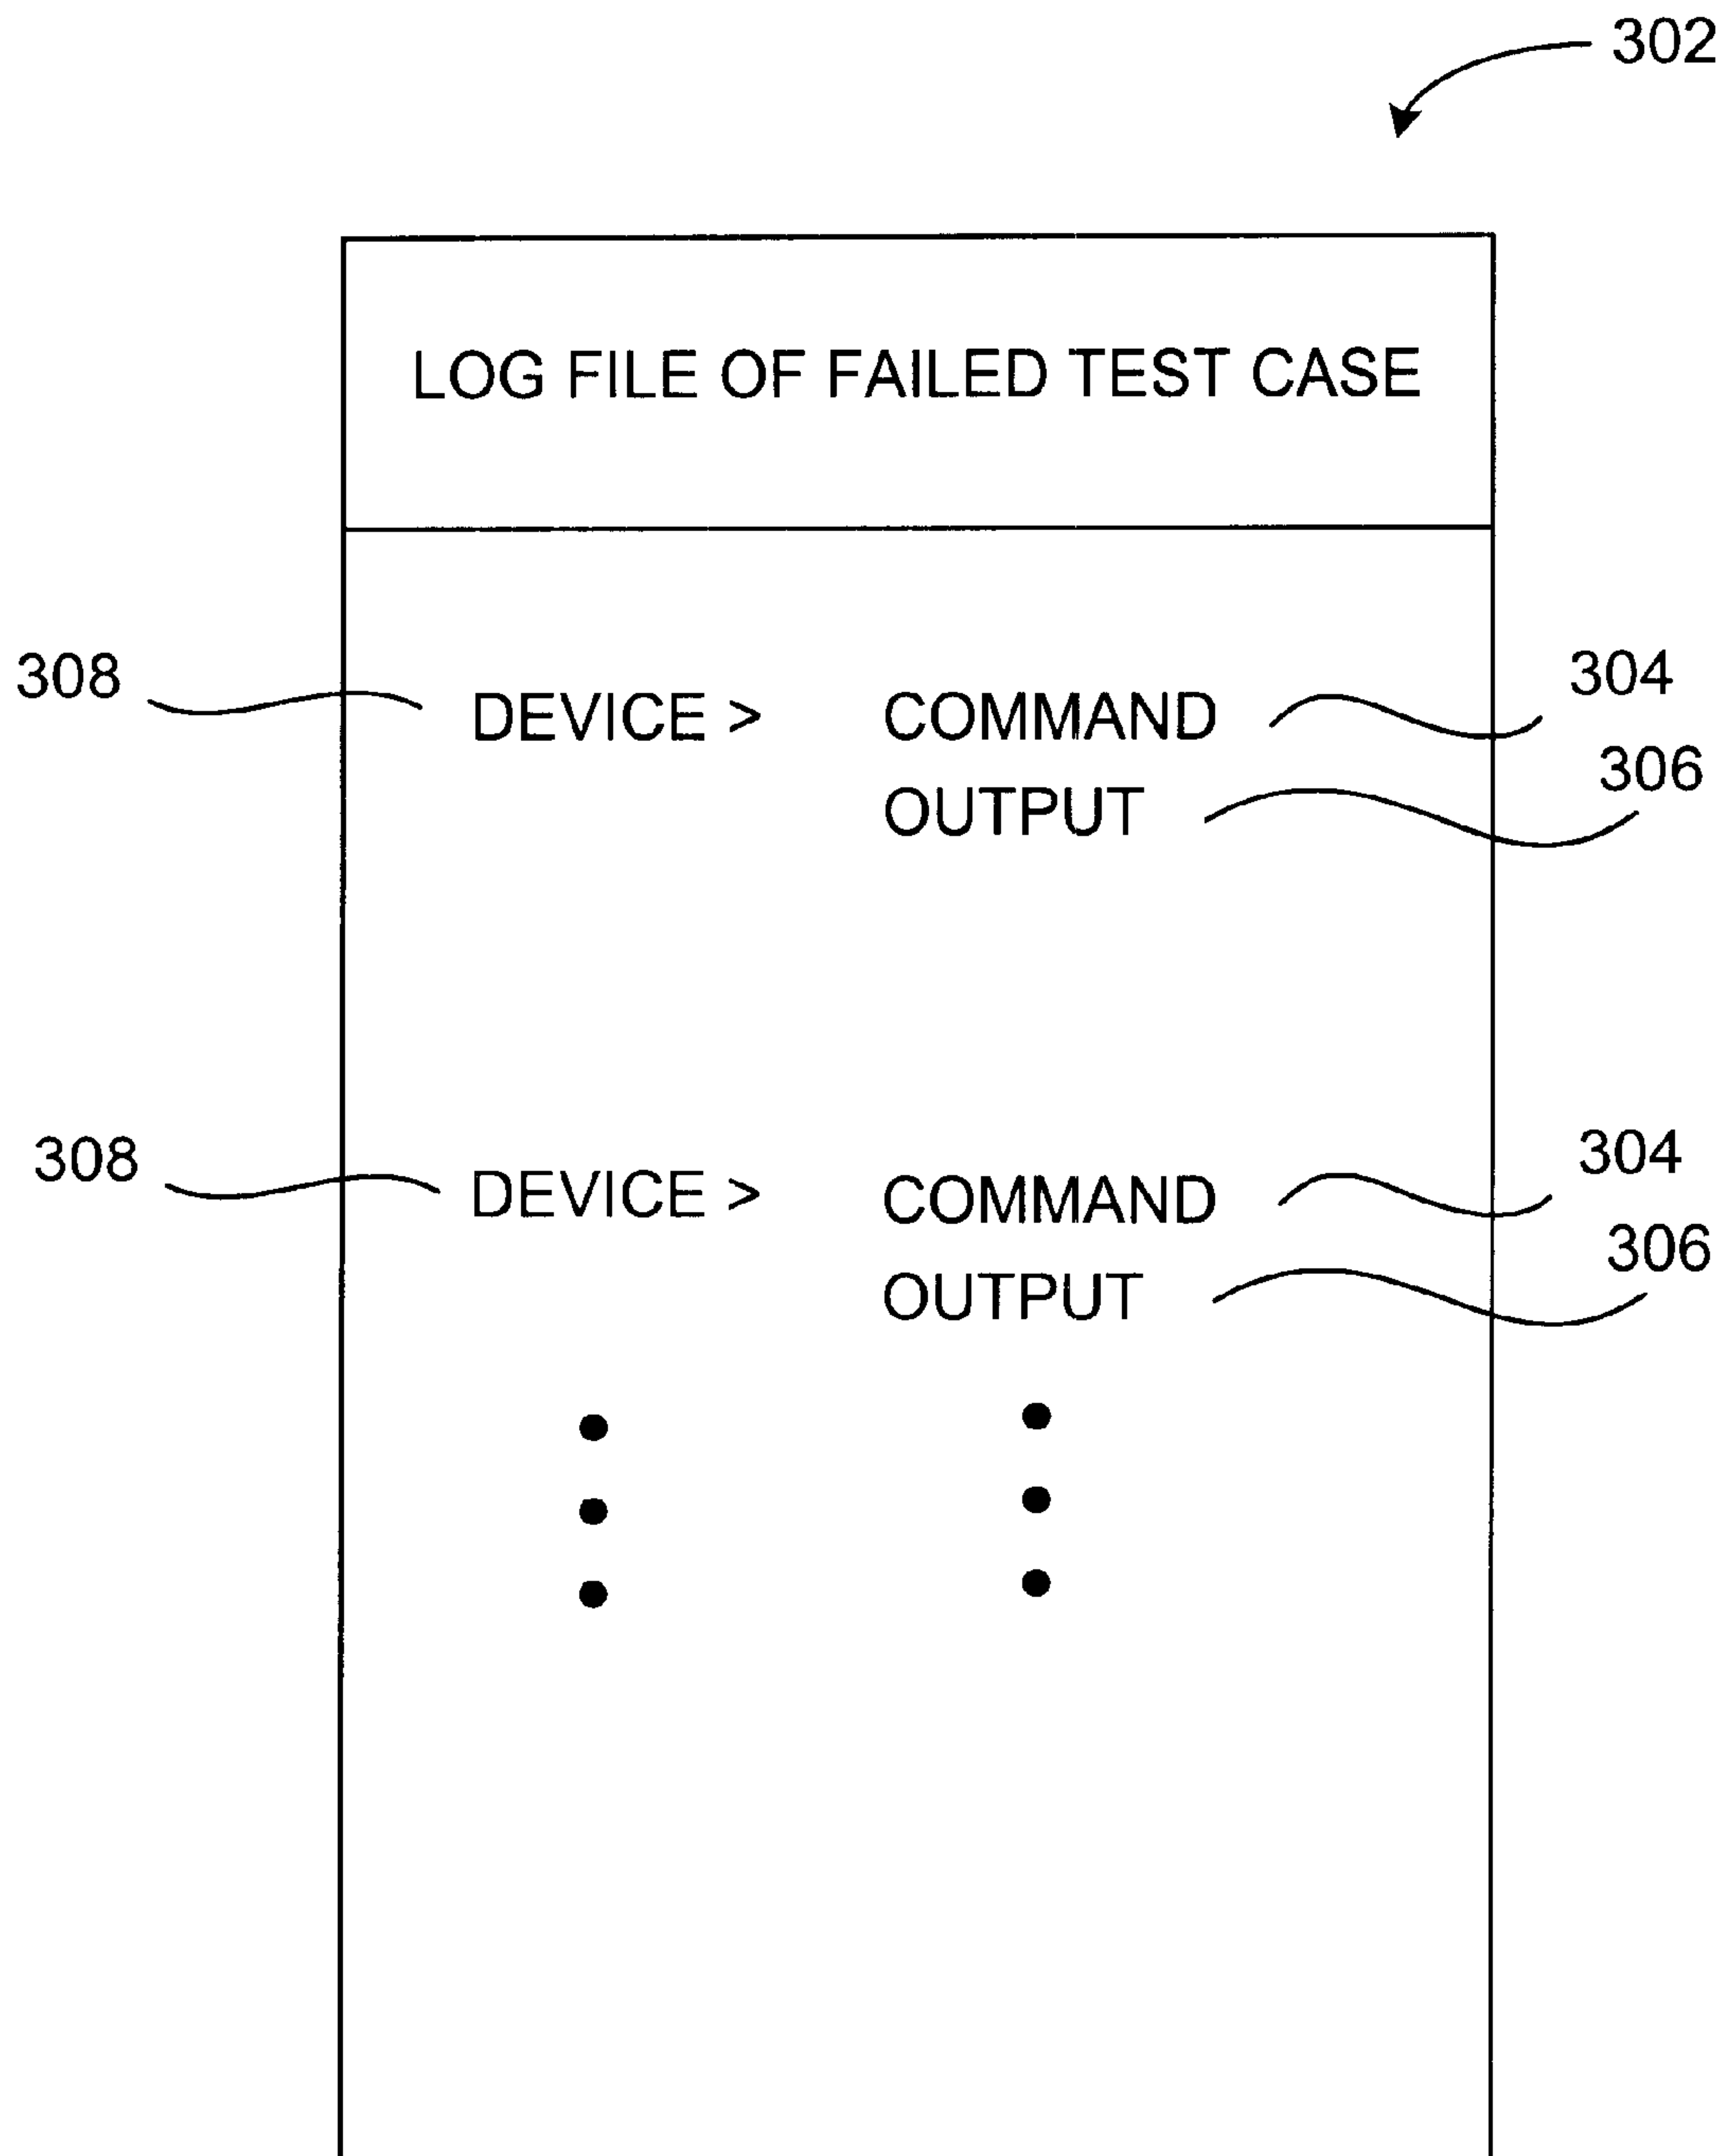 302
LOG FILE OF FAILED TEST CASE
308 DEVICE > COMMAND 304
OUTPUT 306
308 DEVICE > COMMAND 304
OUTPUT 306